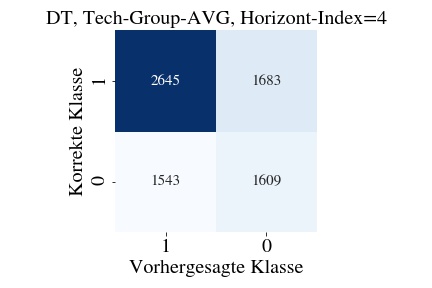 DT, Tech-Group-AVG, Horizont-Index=4
Korrekte Klasse
1
2645 1683
0
1543 1609
1 0
Vorhergesagte Klasse